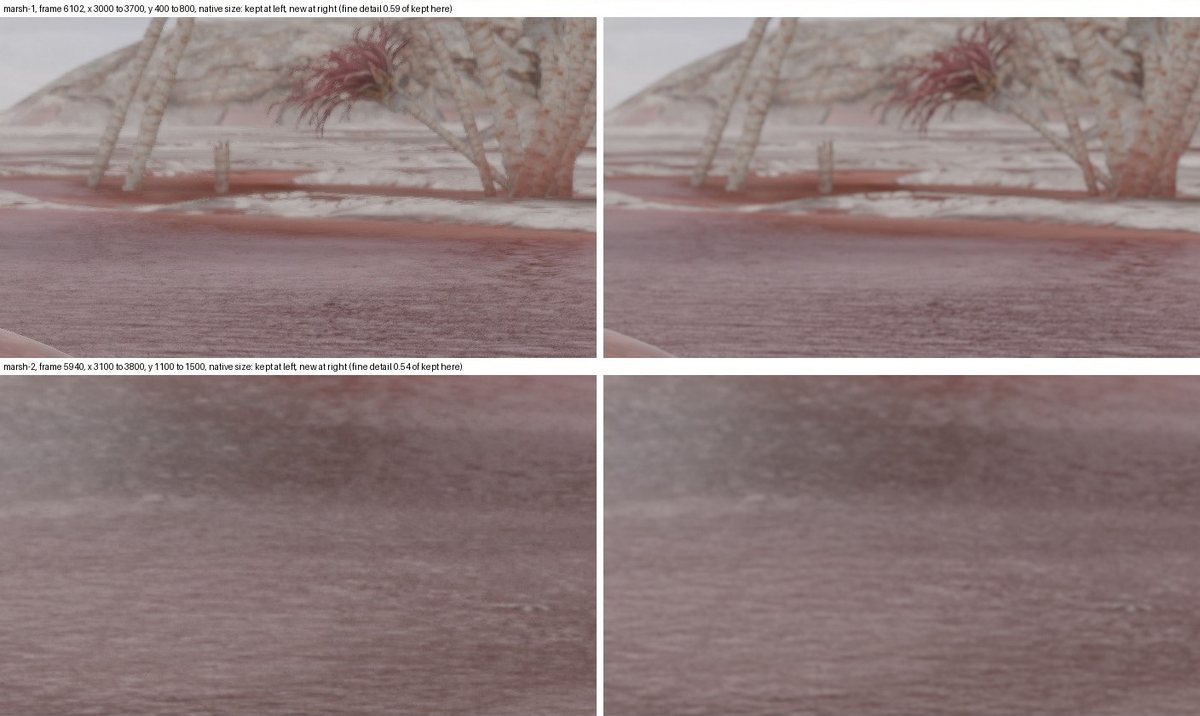 marsh-1, frame 6102, x 3000 to 3700, y 400 to 800, native size: kept at left, new at right (fine detail 0.59 of kept here)
marsh-2, frame 5940, x 3100 to 3800, y 1100 to 1500, native size: kept at left, new at right (fine detail 0.54 of kept here)